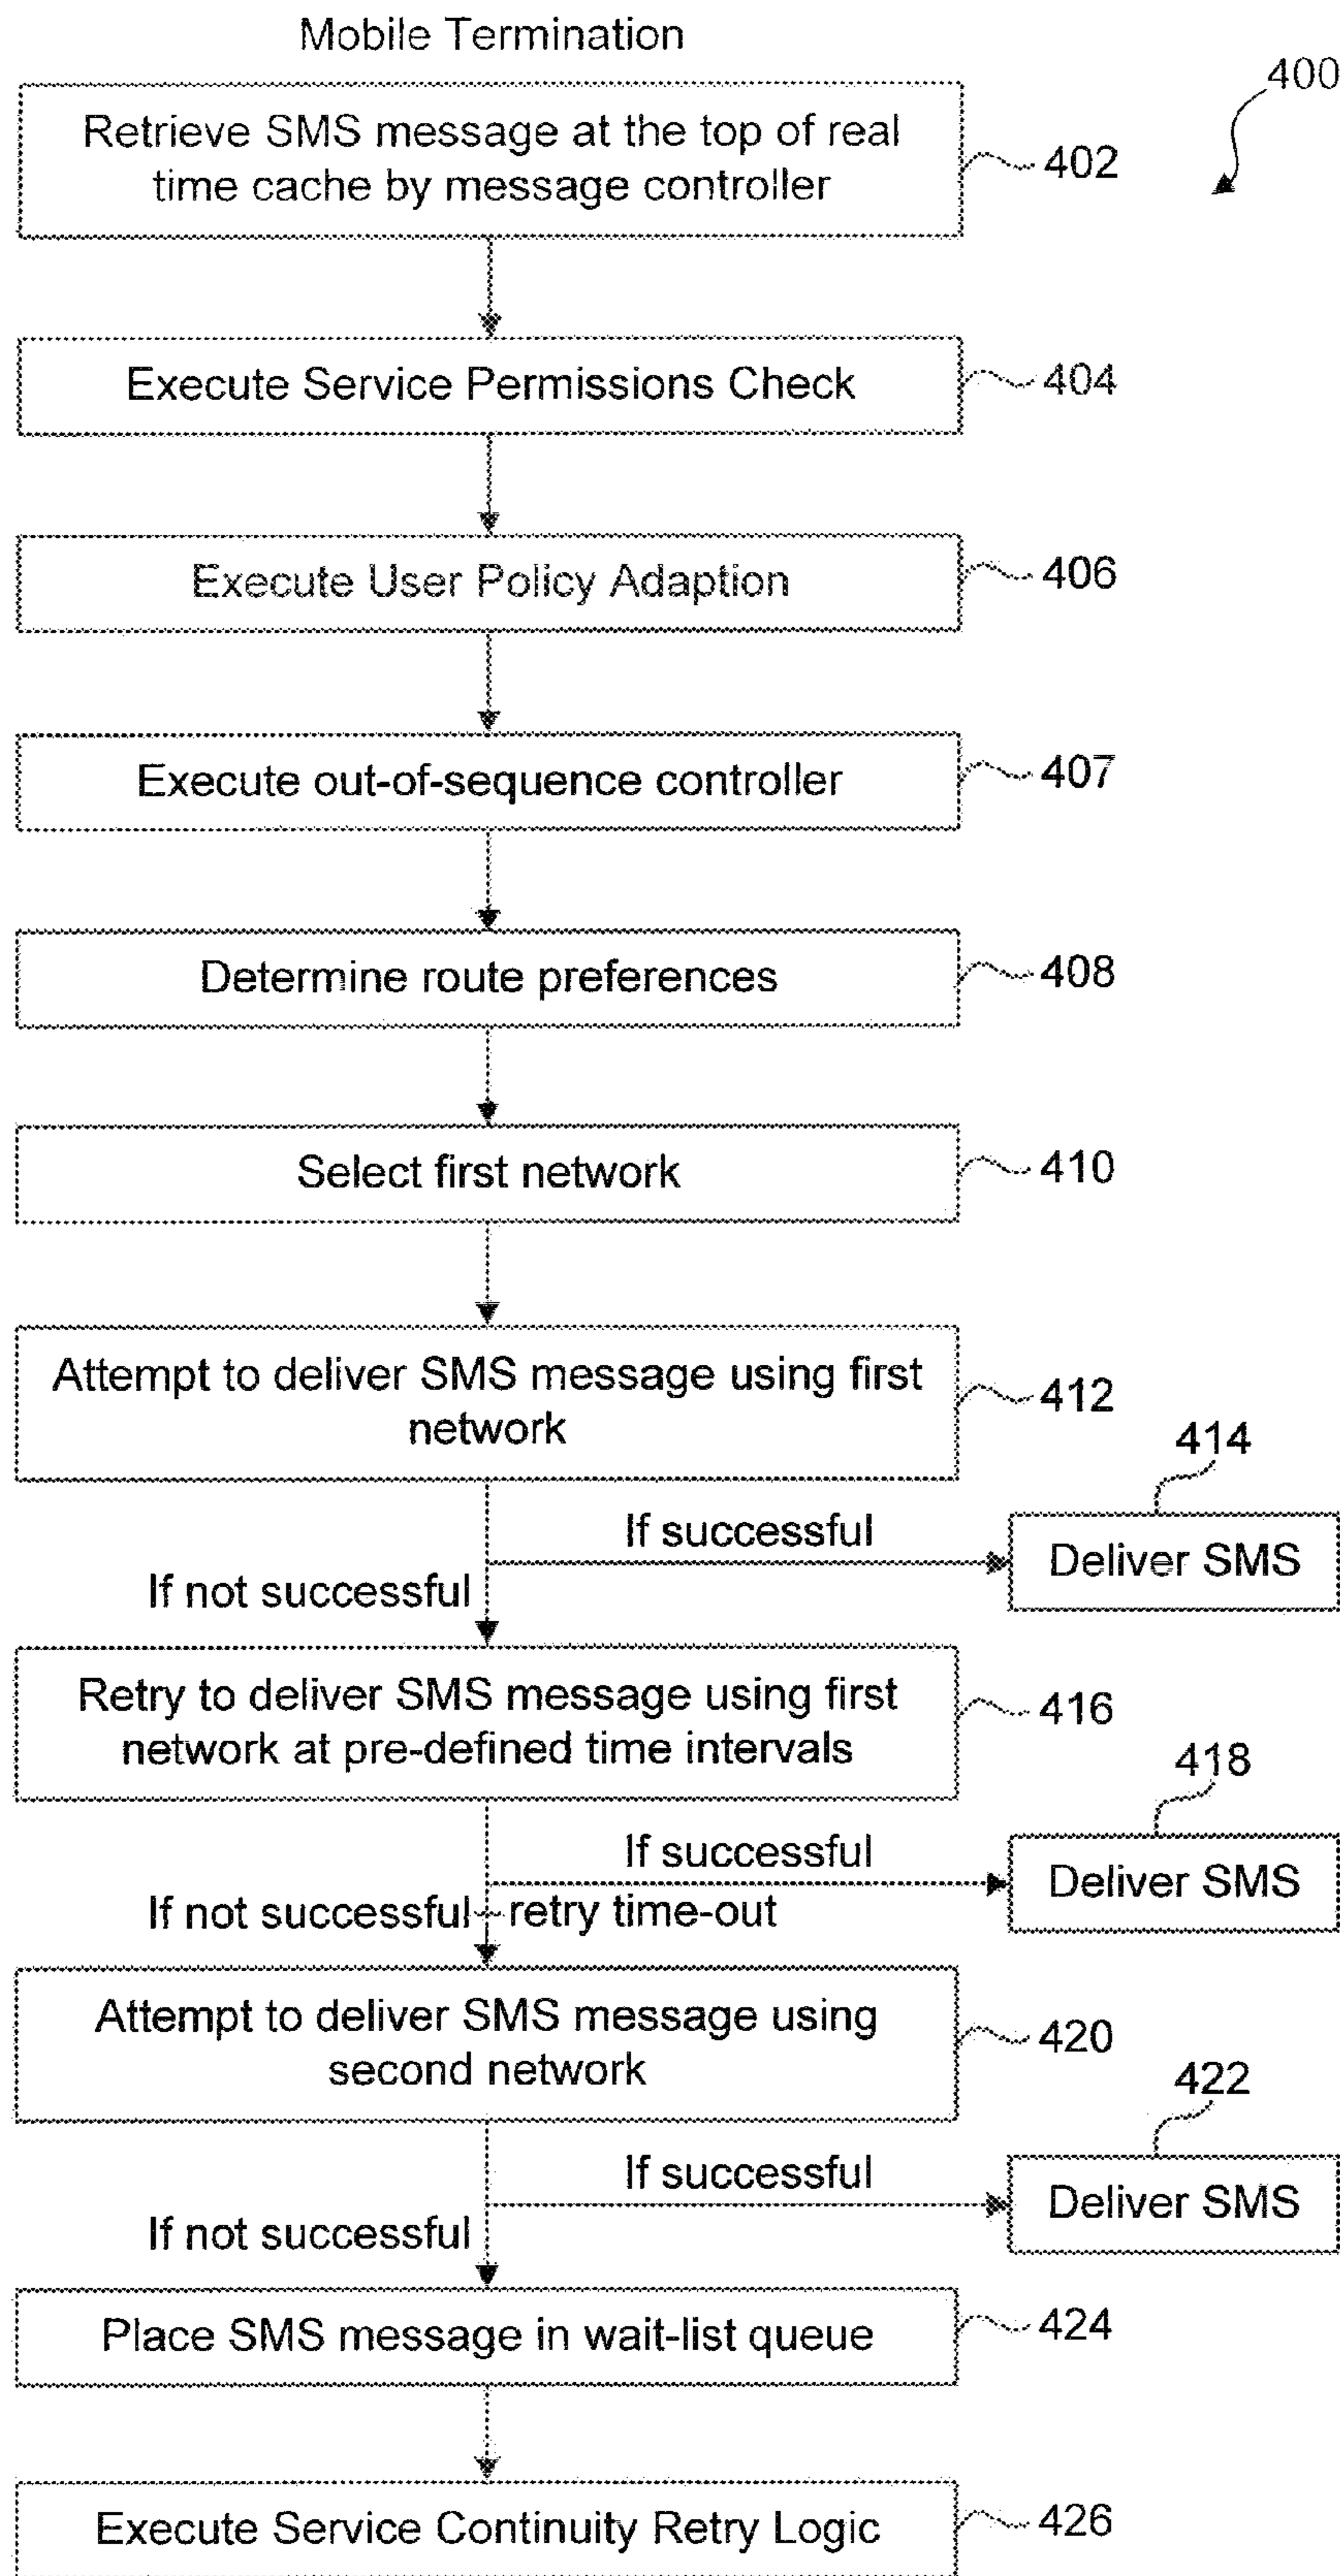 Mobile Termination
400
Retrieve SMS message at the top of real
time cache by message controller
402
Execute Service Permissions Check
404
Execute User Policy Adaption
406
Execute out-of-sequence controller
407
Determine route preferences
408
Select first network
410
Attempt to deliver SMS message using first
network
412
414
If successful
Deliver SMS
If not successful
Retry to deliver SMS message using first
network at pre-defined time intervals
416
418
If successful
Deliver SMS
If not successful - retry time-out
Attempt to deliver SMS message using
second network
420
422
If successful
Deliver SMS
If not successful
Place SMS message in wait-list queue
424
Execute Service Continuity Retry Logic
426